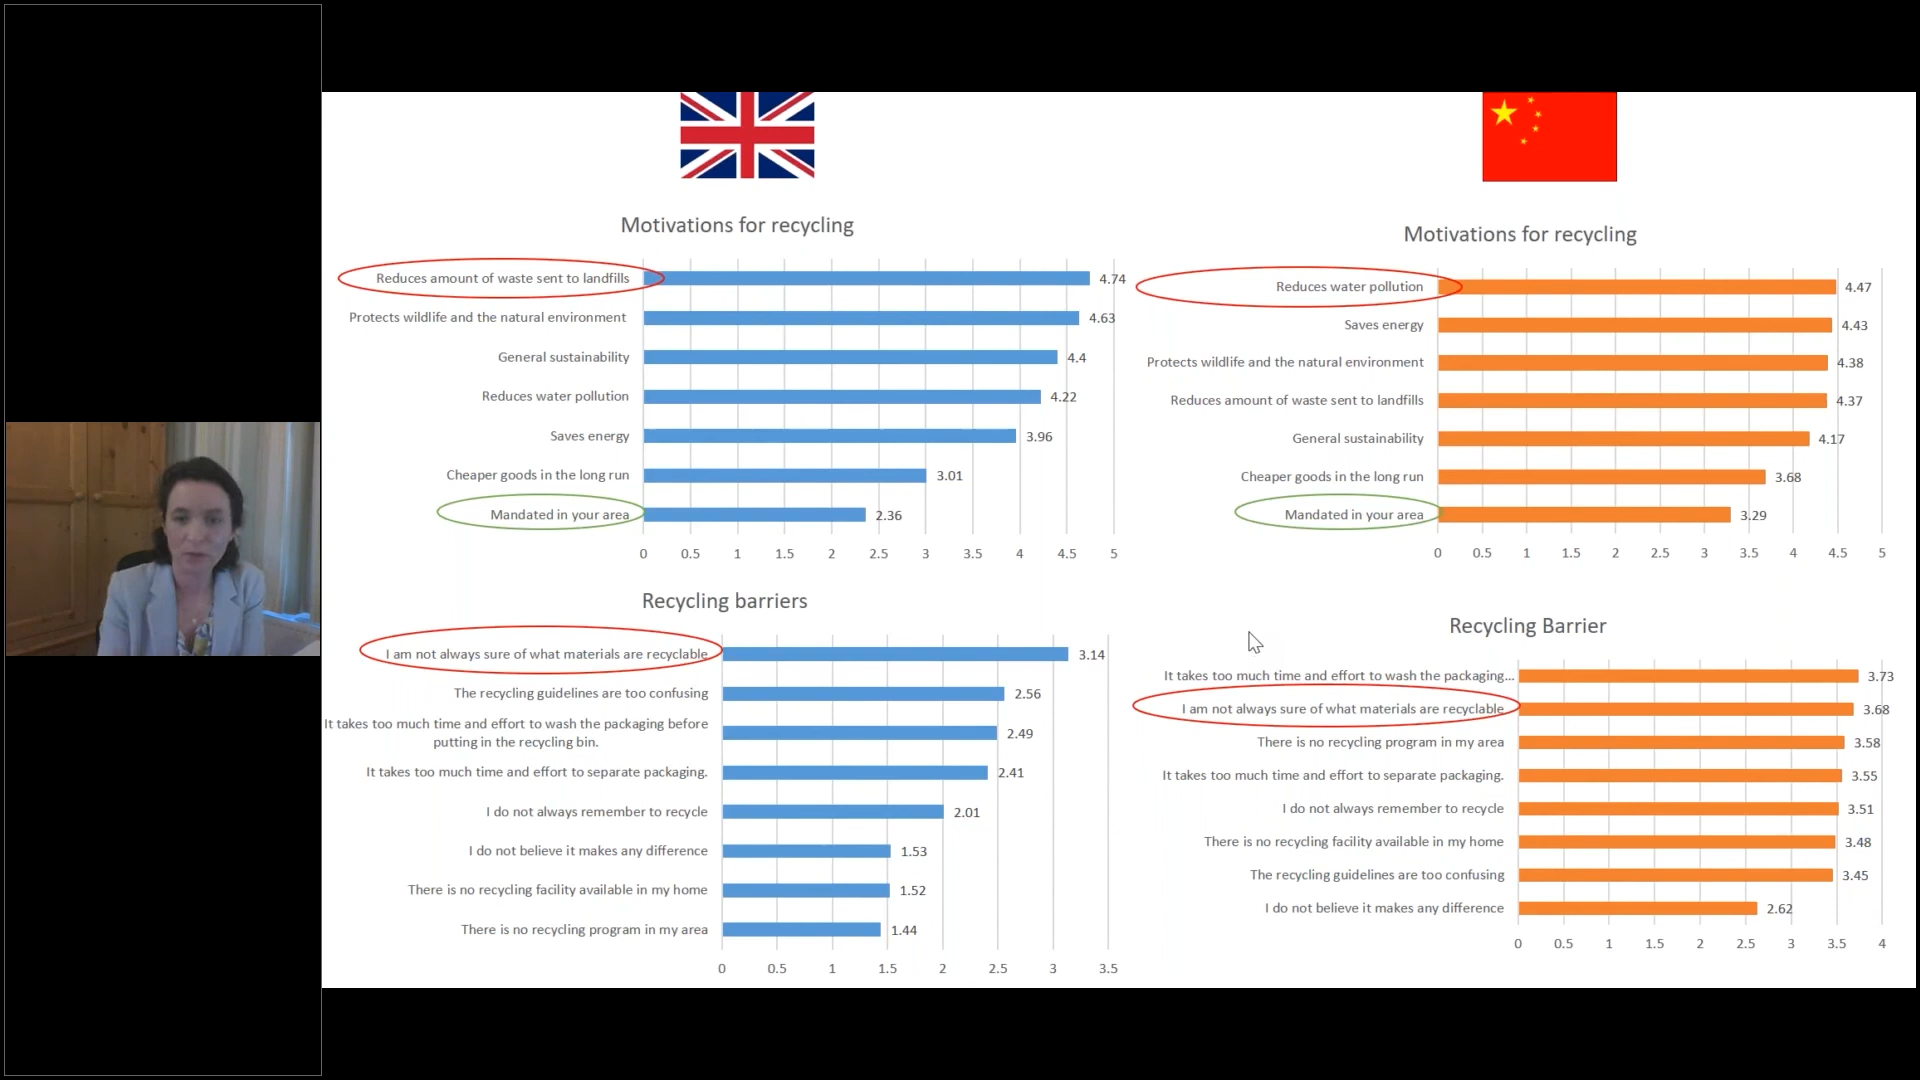 Motivations for recycling
Reduces amount of waste sent to landfills 4.74
Protects wildlife and the natural environment 4.63
General sustainability 4.4
Reduces water pollution 4.22
Saves energy 3.96
Cheaper goods in the long run 3.01
Mandated in your area 2.36
0 0.5 1 1.5 2 2.5 3 3.5 4 4.5 5
Motivations for recycling
Reduces water pollution 4.47
Saves energy 4.43
Protects wildlife and the natural environment 4.38
Reduces amount of waste sent to landfills 4.37
General sustainability 4.17
Cheaper goods in the long run 3.68
Mandated in your area 3.29
0 0.5 1 1.5 2 2.5 3 3.5 4 4.5 5
Recycling barriers
I am not always sure of what materials are recyclable 3.14
The recycling guidelines are too confusing 2.56
It takes too much time and effort to wash the packaging before
putting in the recycling bin. 2.49
It takes too much time and effort to separate packaging. 2.41
I do not always remember to recycle 2.01
I do not believe it makes any difference 1.53
There is no recycling facility available in my home 1.52
There is no recycling program in my area 1.44
0 0.5 1 1.5 2 2.5 3 3.5
Recycling Barrier
It takes too much time and effort to wash the packaging... 3.73
I am not always sure of what materials are recyclable 3.68
There is no recycling program in my area 3.58
It takes too much time and effort to separate packaging. 3.55
I do not always remember to recycle 3.51
There is no recycling facility available in my home 3.48
The recycling guidelines are too confusing 3.45
I do not believe it makes any difference 2.62
0 0.5 1 1.5 2 2.5 3 3.5 4